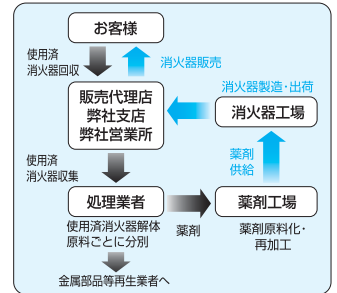 お客様
使用済
消火器回収
消火器販売
消火器製造・出荷
販売代理店
弊社支店
弊社営業所
消火器工場
使用済
消火器収集
薬剤
供給
処理業者
薬剤工場
使用済消火器解体
原料ごとに分別
薬剤
薬剤原料化・
再加工
金属部品等再生業者へ